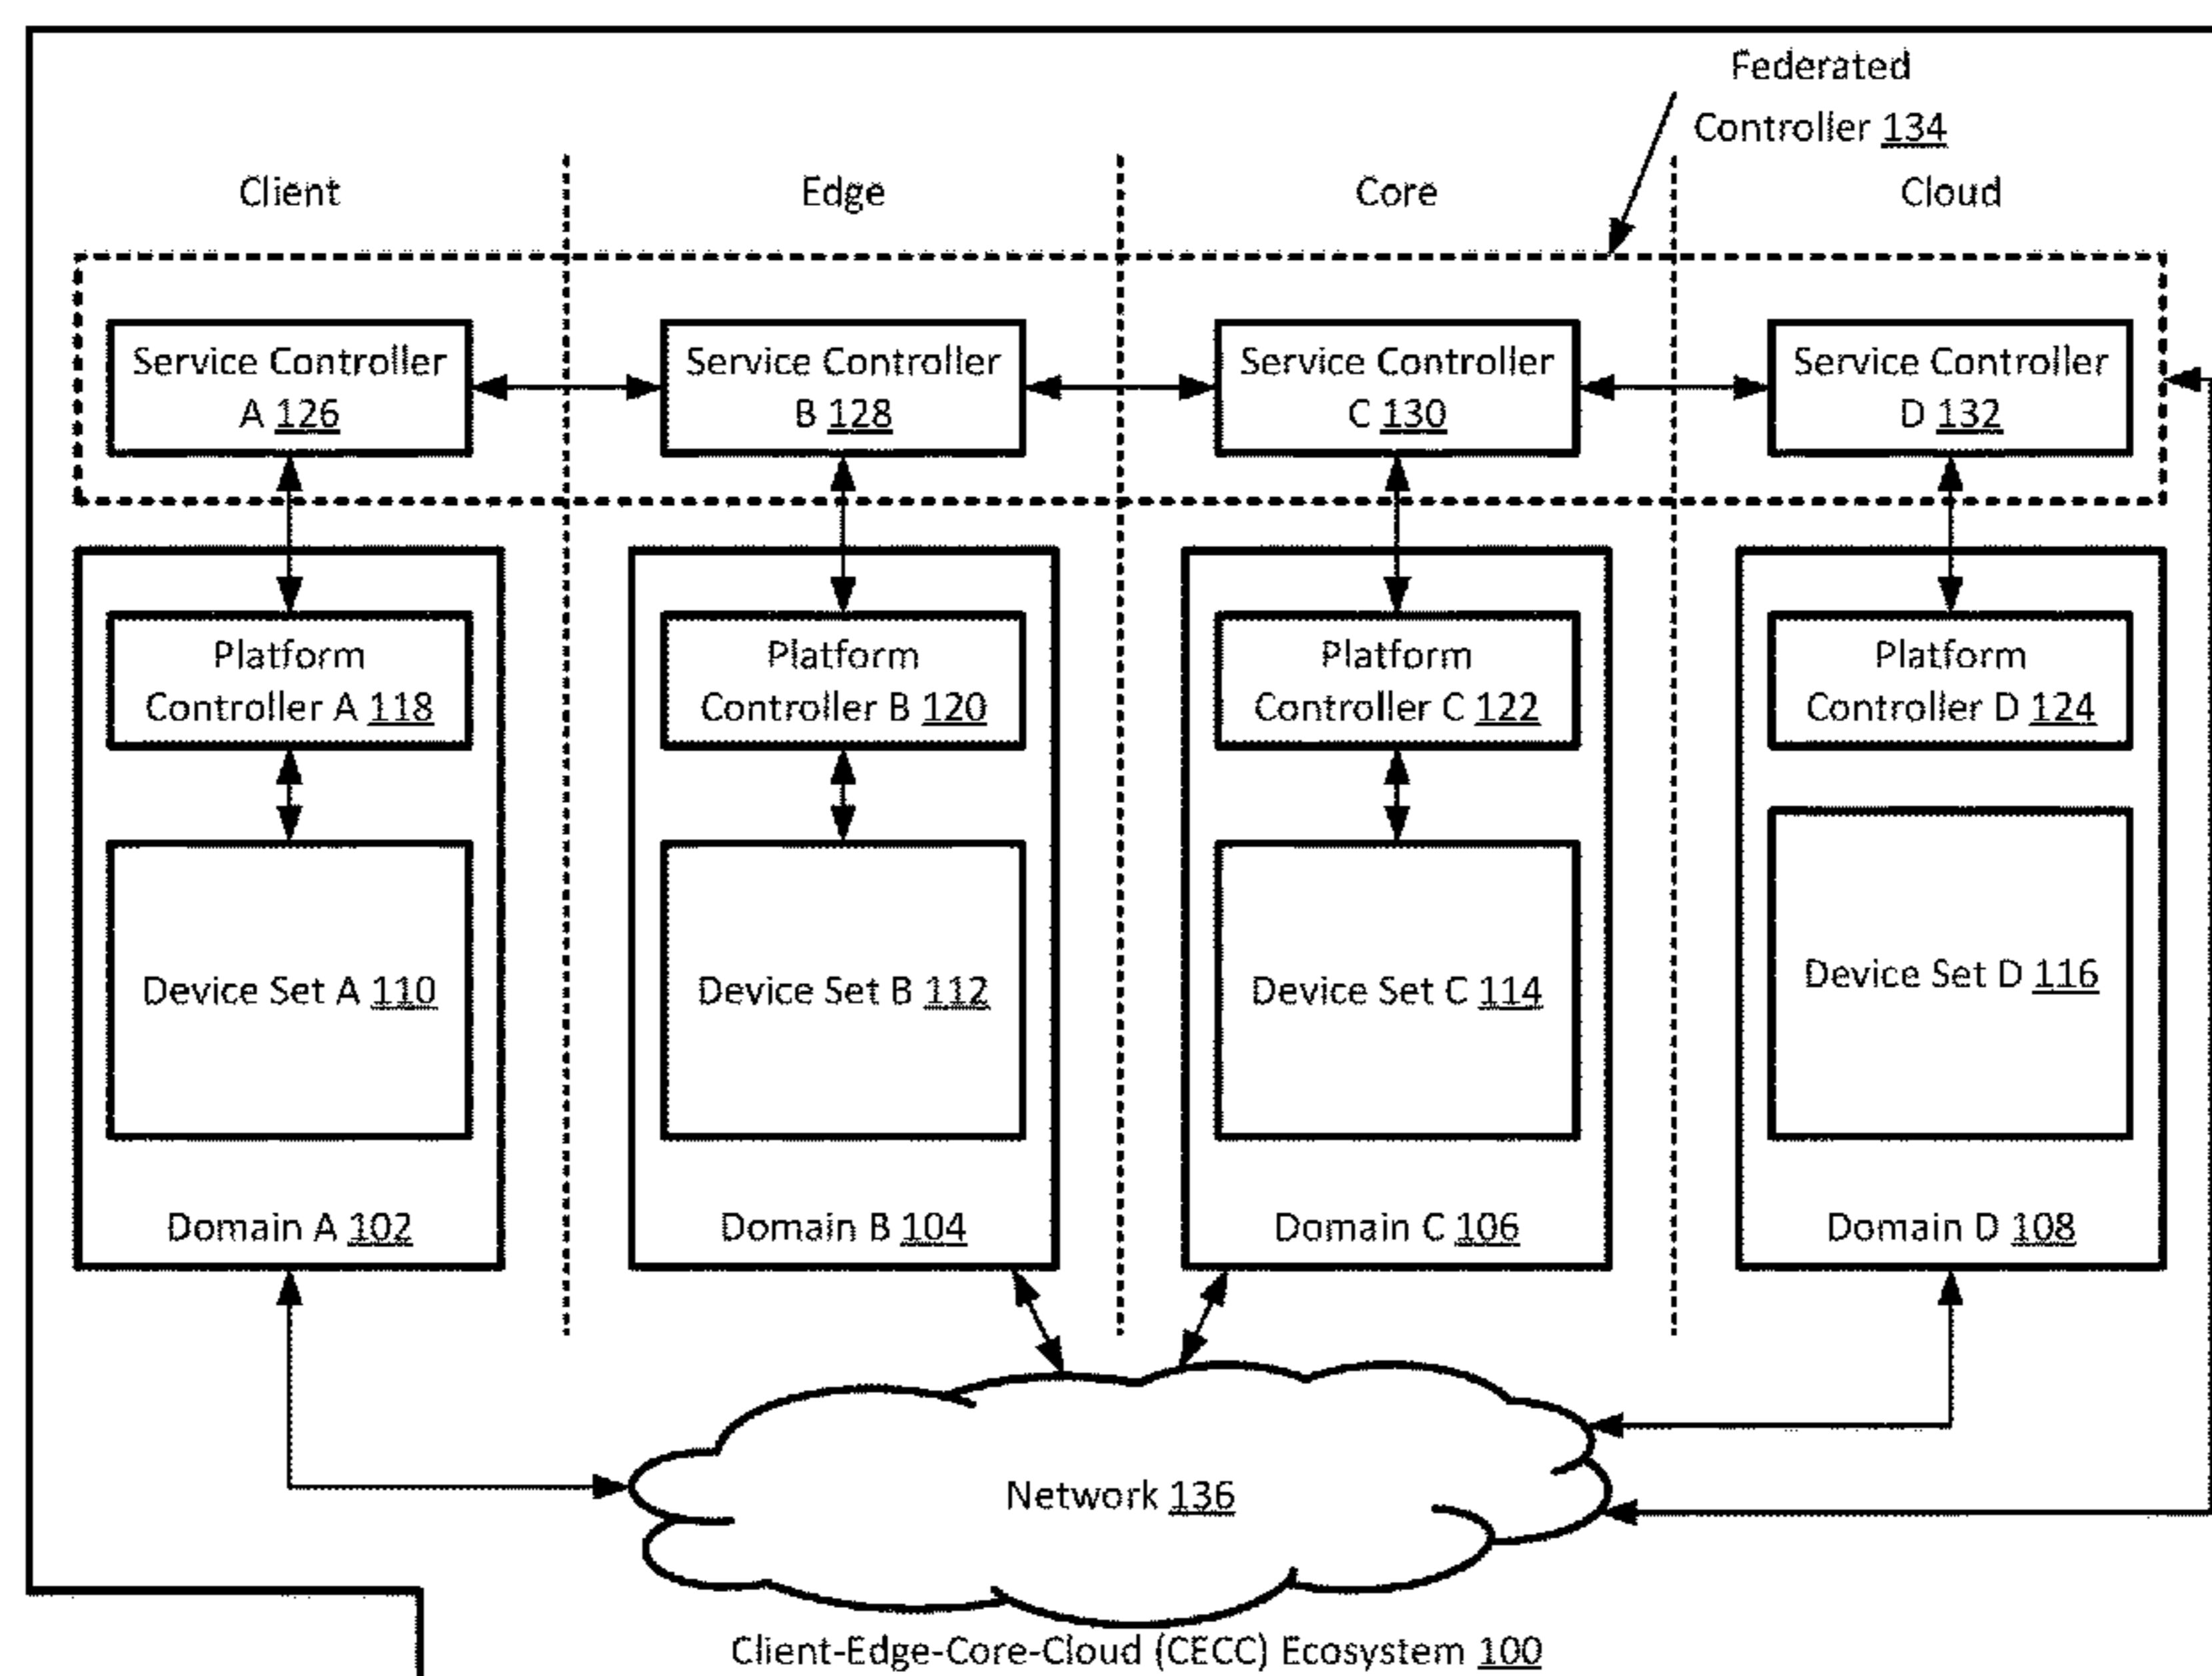 Federated
Controller 134
Client
Edge
Core
Cloud
Service Controller
A 126
Service Controller
B 128
Service Controller
C 130
Service Controller
D 132
Platform
Controller A 118
Platform
Controller B 120
Platform
Controller C 122
Platform
Controller D 124
Device Set A 110
Device Set B 112
Device Set C 114
Device Set D 116
Domain A 102
Domain B 104
Domain C 106
Domain D 108
Network 136
Client-Edge-Core-Cloud (CECC) Ecosystem 100